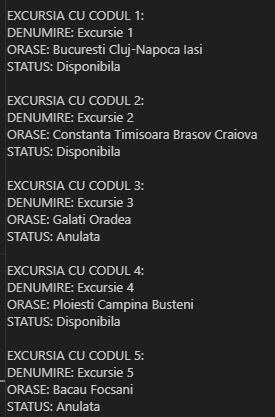 EXCURSIA CU CODUL 1:
DENUMIRE: Excursie 1
ORASE: Bucuresti Cluj-Napoca Iasi
STATUS: Disponibila
EXCURSIA CU CODUL 2:
DENUMIRE: Excursie 2
ORASE: Constanta Timisoara Brasov Craiova
STATUS: Disponibila
EXCURSIA CU CODUL 3:
DENUMIRE: Excursie 3
ORASE: Galati Oradea
STATUS: Anulata
EXCURSIA CU CODUL 4:
DENUMIRE: Excursie 4
ORASE: Ploiesti Campina Busteni
STATUS: Disponibila
EXCURSIA CU CODUL 5:
DENUMIRE: Excursie 5
ORASE: Bacau Focsani
STATUS: Anulata